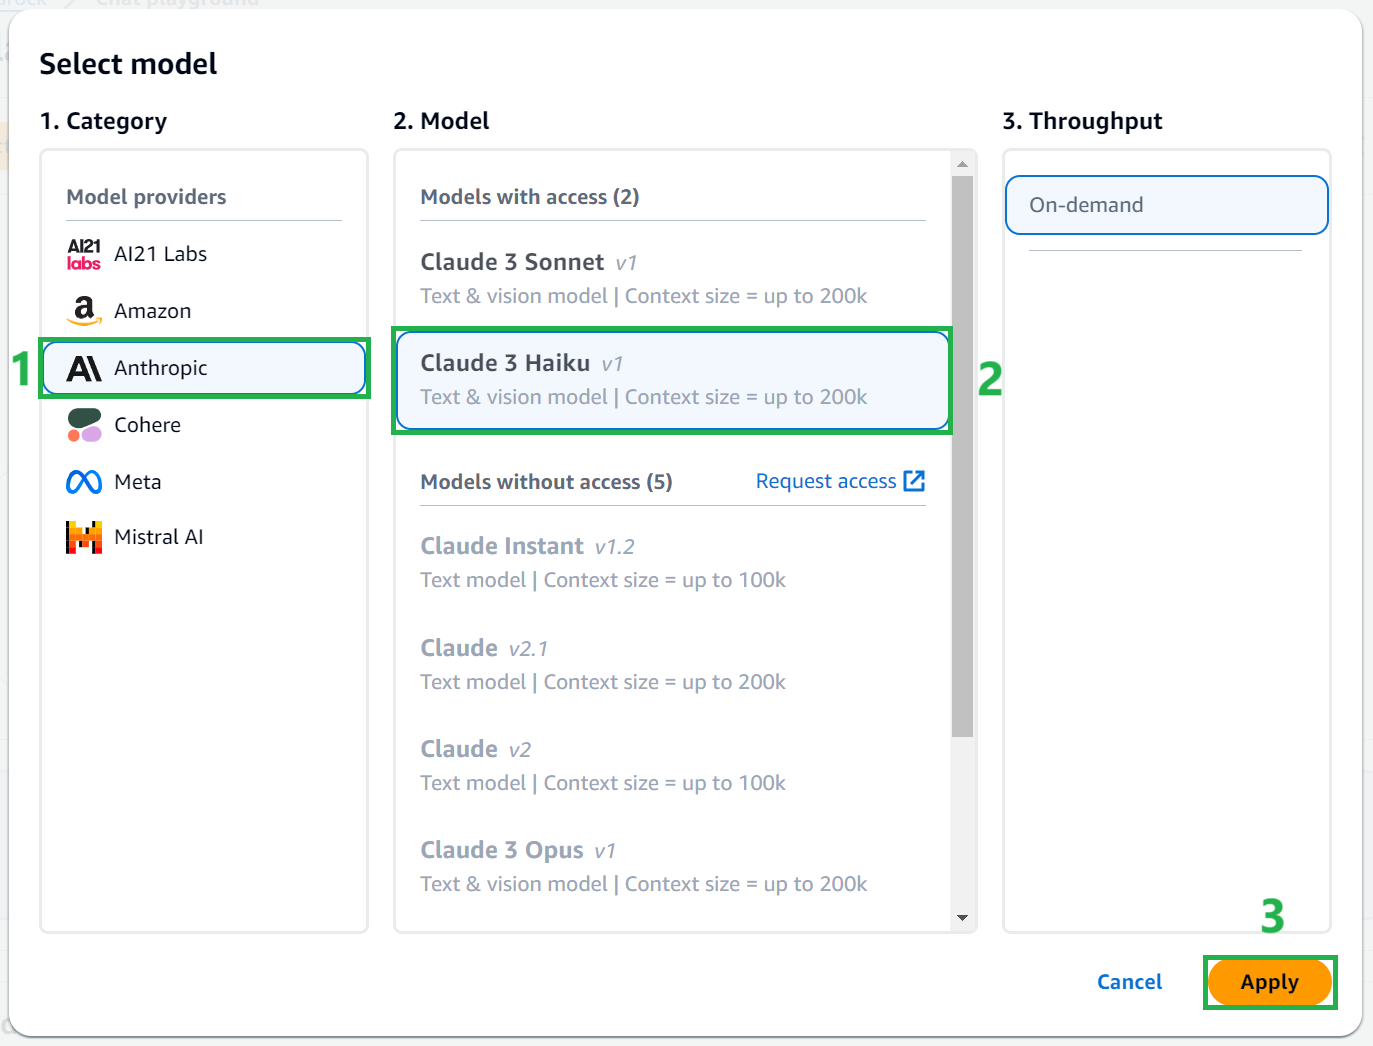 Chat playground
Select model
1. Category
2. Model
3. Throughput
Model providers
AI21 labs
AI21 Labs
Amazon
1
Anthropic
Cohere
Meta
Mistral AI
Models with access (2)
Claude 3 Sonnet v1
Text & vision model | Context size = up to 200k
Claude 3 Haiku v1
Text & vision model | Context size = up to 200k
2
Models without access (5)
Request access
Claude Instant v1.2
Text model | Context size = up to 100k
Claude v2.1
Text model | Context size = up to 200k
Claude v2
Text model | Context size = up to 100k
Claude 3 Opus v1
Text & vision model | Context size = up to 200k
On-demand
3
Cancel
Apply